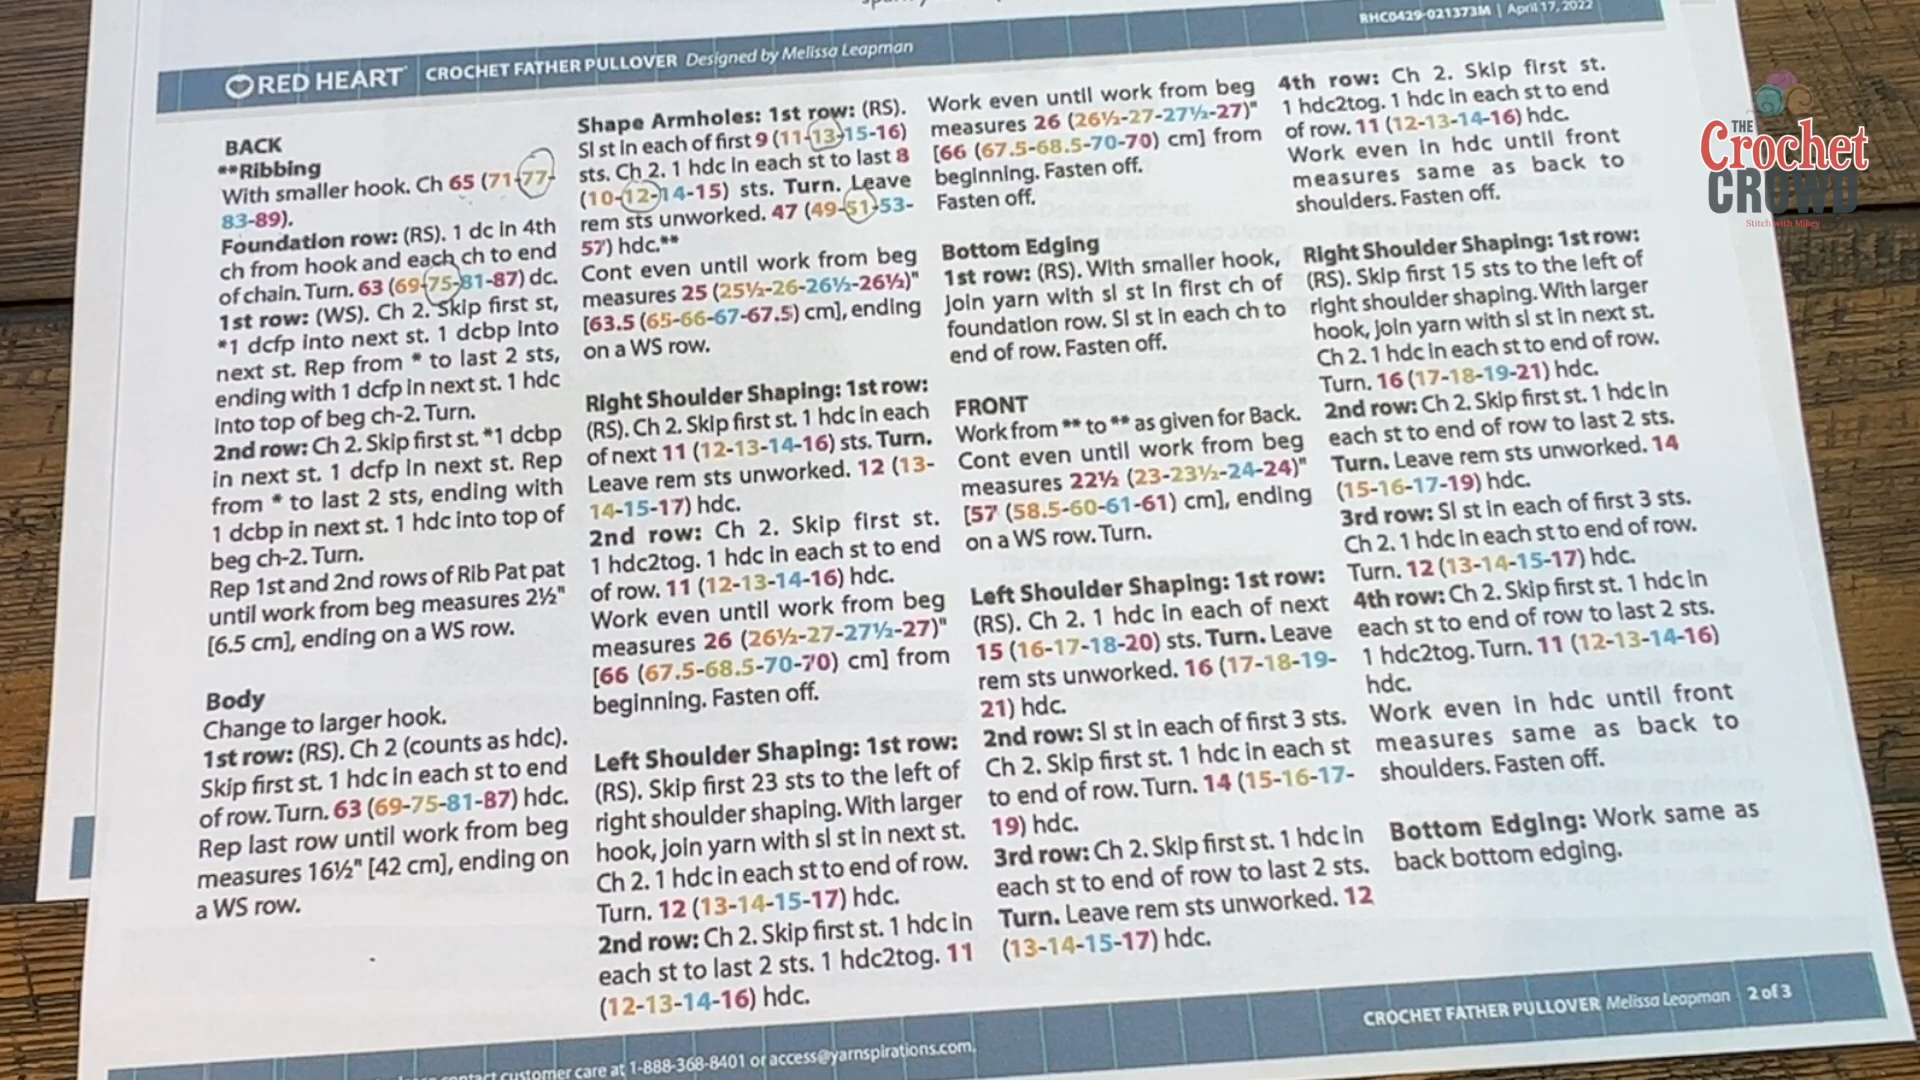 RHC0429-021373M | April 17, 2022
RED HEART CROCHET FATHER PULLOVER Designed by Melissa Leapman
BACK
**Ribbing
With smaller hook. Ch 65 (71-77-
83-89).
Foundation row: (RS). 1 dc in 4th
ch from hook and each ch to end
of chain. Turn. 63 (69-75-81-87) dc.
1st row: (WS). Ch 2. Skip first st,
*1 dcfp into next st. 1 dcbp into
next st. Rep from * to last 2 sts,
ending with 1 dcfp in next st. 1 hdc
into top of beg ch-2. Turn.
2nd row: Ch 2. Skip first st. *1 dcbp
in next st. 1 dcfp in next st. Rep
from * to last 2 sts, ending with
1 dcbp in next st. 1 hdc into top of
beg ch-2. Turn.
Rep 1st and 2nd rows of Rib Pat pat
until work from beg measures 2½"
[6.5 cm], ending on a WS row.
Body
Change to larger hook.
1st row: (RS). Ch 2 (counts as hdc).
Skip first st. 1 hdc in each st to end
of row. Turn. 63 (69-75-81-87) hdc.
Rep last row until work from beg
measures 16½" [42 cm], ending on
a WS row.
Shape Armholes: 1st row: (RS).
Sl st in each of first 9 (11-13-15-16)
sts. Ch 2. 1 hdc in each st to last 8
(10-12-14-15) sts. Turn. Leave
rem sts unworked. 47 (49-51-53-
57) hdc.**
Cont even until work from beg
measures 25 (25½-26-26½-26½)"
[63.5 (65-66-67-67.5) cm], ending
on a WS row.
Right Shoulder Shaping: 1st row:
(RS). Ch 2. Skip first st. 1 hdc in each
of next 11 (12-13-14-16) sts. Turn.
Leave rem sts unworked. 12 (13-
14-15-17) hdc.
2nd row: Ch 2. Skip first st.
1 hdc2tog. 1 hdc in each st to end
of row. 11 (12-13-14-16) hdc.
Work even until work from beg
measures 26 (26½-27-27½-27)"
[66 (67.5-68.5-70-70) cm] from
beginning. Fasten off.
Left Shoulder Shaping: 1st row:
(RS). Skip first 23 sts to the left of
right shoulder shaping. With larger
hook, join yarn with sl st in next st.
Ch 2. 1 hdc in each st to end of row.
Turn. 12 (13-14-15-17) hdc.
2nd row: Ch 2. Skip first st. 1 hdc in
each st to last 2 sts. 1 hdc2tog. 11
(12-13-14-16) hdc.
Work even until work from beg
measures 26 (26½-27-27½-27)"
[66 (67.5-68.5-70-70) cm] from
beginning. Fasten off.
Fasten off.
Bottom Edging
1st row: (RS). With smaller hook,
join yarn with sl st in first ch of
foundation row. Sl st in each ch to
end of row. Fasten off.
FRONT
Work from ** to ** as given for Back.
Cont even until work from beg
measures 22½ (23-23½-24-24)"
[57 (58.5-60-61-61) cm], ending
on a WS row. Turn.
Left Shoulder Shaping: 1st row:
(RS). Ch 2. 1 hdc in each of next
15 (16-17-18-20) sts. Turn. Leave
rem sts unworked. 16 (17-18-19-
21) hdc.
2nd row: Sl st in each of first 3 sts.
Ch 2. Skip first st. 1 hdc in each st
to end of row. Turn. 14 (15-16-17-
19) hdc.
3rd row: Ch 2. Skip first st. 1 hdc in
each st to end of row to last 2 sts.
Turn. Leave rem sts unworked. 12
(13-14-15-17) hdc.
4th row: Ch 2. Skip first st.
1 hdc2tog. 1 hdc in each st to end
of row. 11 (12-13-14-16) hdc.
Work even in hdc until front
measures same as back to
shoulders. Fasten off.
Right Shoulder Shaping: 1st row:
(RS). Skip first 15 sts to the left of
right shoulder shaping. With larger
hook, join yarn with sl st in next st.
Ch 2. 1 hdc in each st to end of row.
Turn. 16 (17-18-19-21) hdc.
2nd row: Ch 2. Skip first st. 1 hdc in
each st to end of row to last 2 sts.
Turn. Leave rem sts unworked. 14
(15-16-17-19) hdc.
3rd row: Sl st in each of first 3 sts.
Ch 2. 1 hdc in each st to end of row.
Turn. 12 (13-14-15-17) hdc.
4th row: Ch 2. Skip first st. 1 hdc in
each st to end of row to last 2 sts.
1 hdc2tog. Turn. 11 (12-13-14-16)
hdc.
Work even in hdc until front
measures same as back to
shoulders. Fasten off.
Bottom Edging: Work same as
back bottom edging.
THE
Crochet
CROWD
Stitch with Mikey
CROCHET FATHER PULLOVER Melissa Leapman 2 of 3
customer care at 1-888-368-8401 or access@yarnspirations.com.